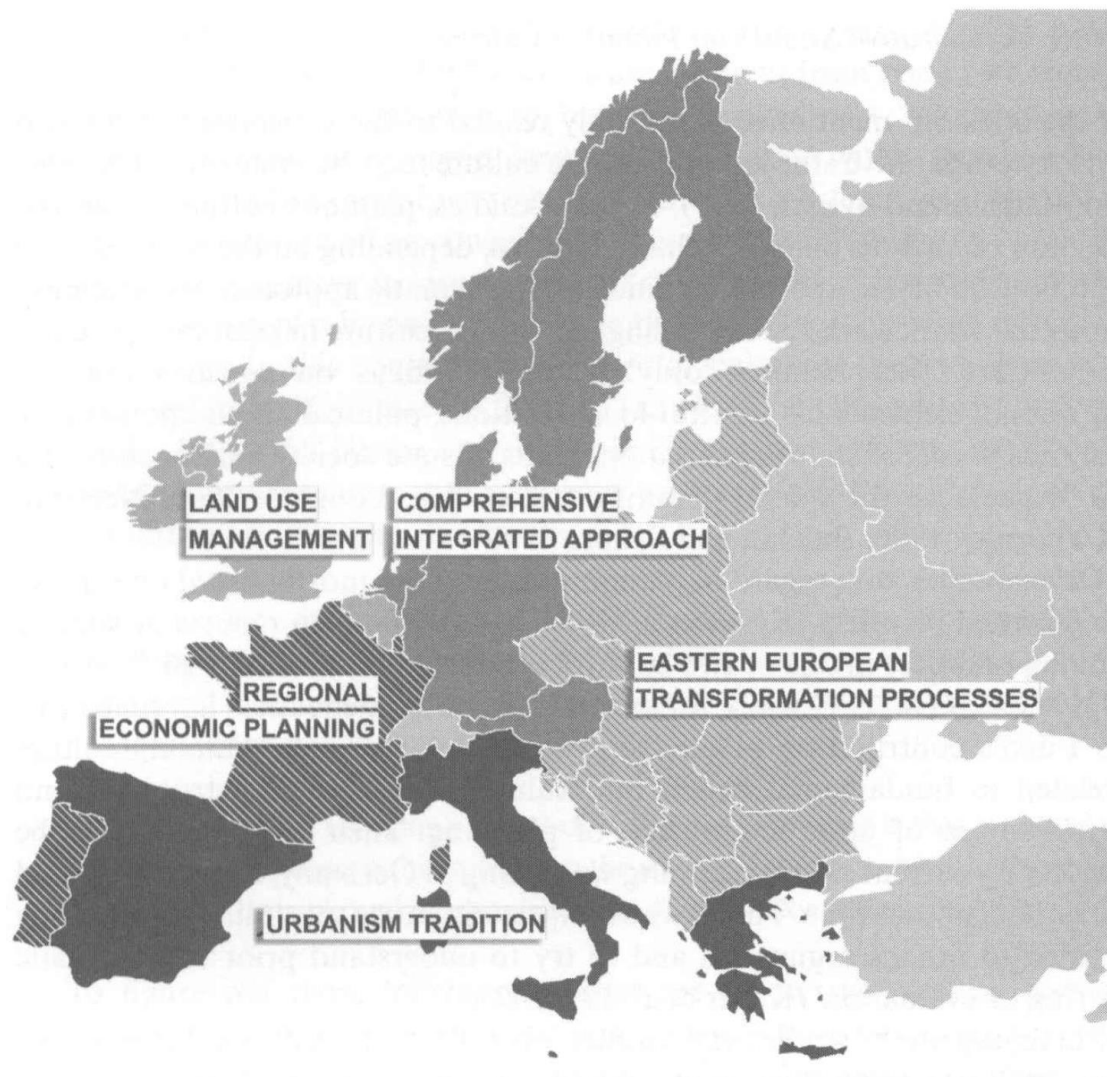 LAND USE
MANAGEMENT
COMPREHENSIVE
INTEGRATED APPROACH
EASTERN EUROPEAN
TRANSFORMATION PROCESSES
REGIONAL
ECONOMIC PLANNING
URBANISM TRADITION